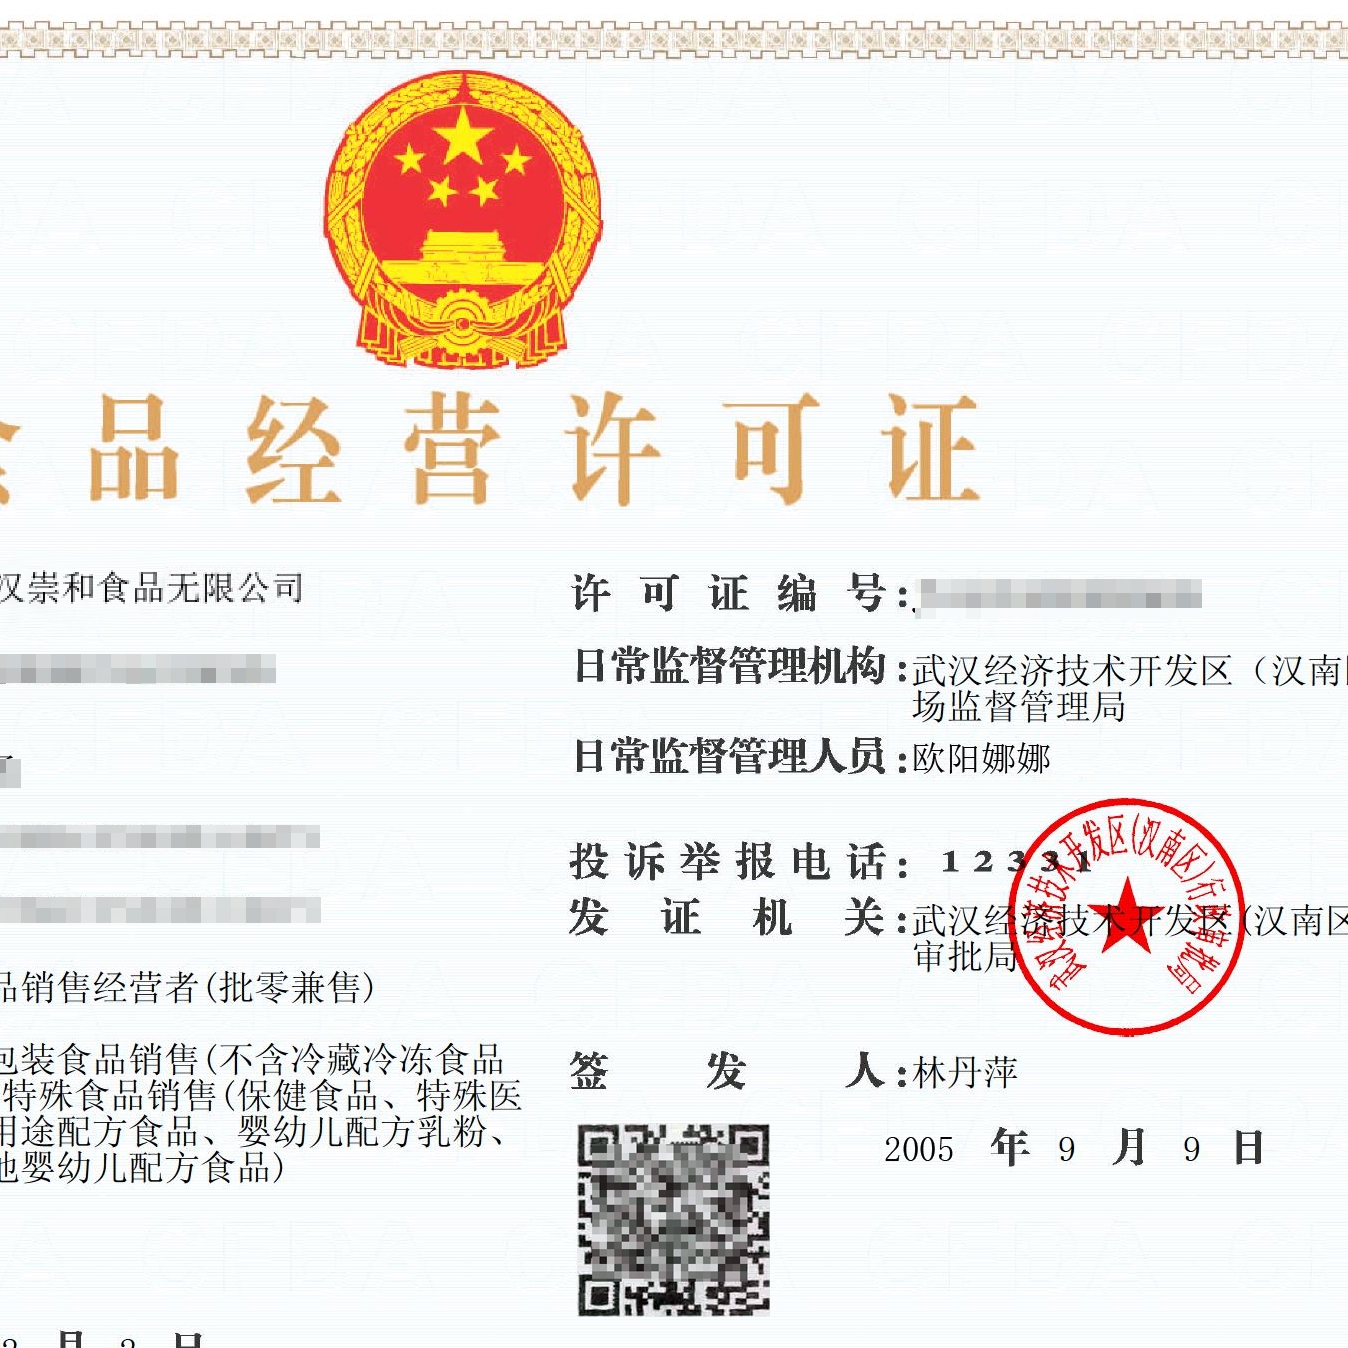 品经营许可证
汉崇和食品无限公司
品销售经营者(批零兼售)
包装食品销售(不含冷藏冷冻食品
特殊食品销售(保健食品、特殊医
用途配方食品、婴幼儿配方乳粉、
他婴幼儿配方食品)
月 日
许可证编号:
日常监督管理机构:武汉经济技术开发区（汉南
场监督管理局
日常监督管理人员:欧阳娜娜
投诉举报电话: 12331
发证机关:武汉经济技术开发区(汉南区
审批局
武汉经济技术开发区(汉南区)行政审批局
签发人:林丹萍
2005 年 9 月 9 日